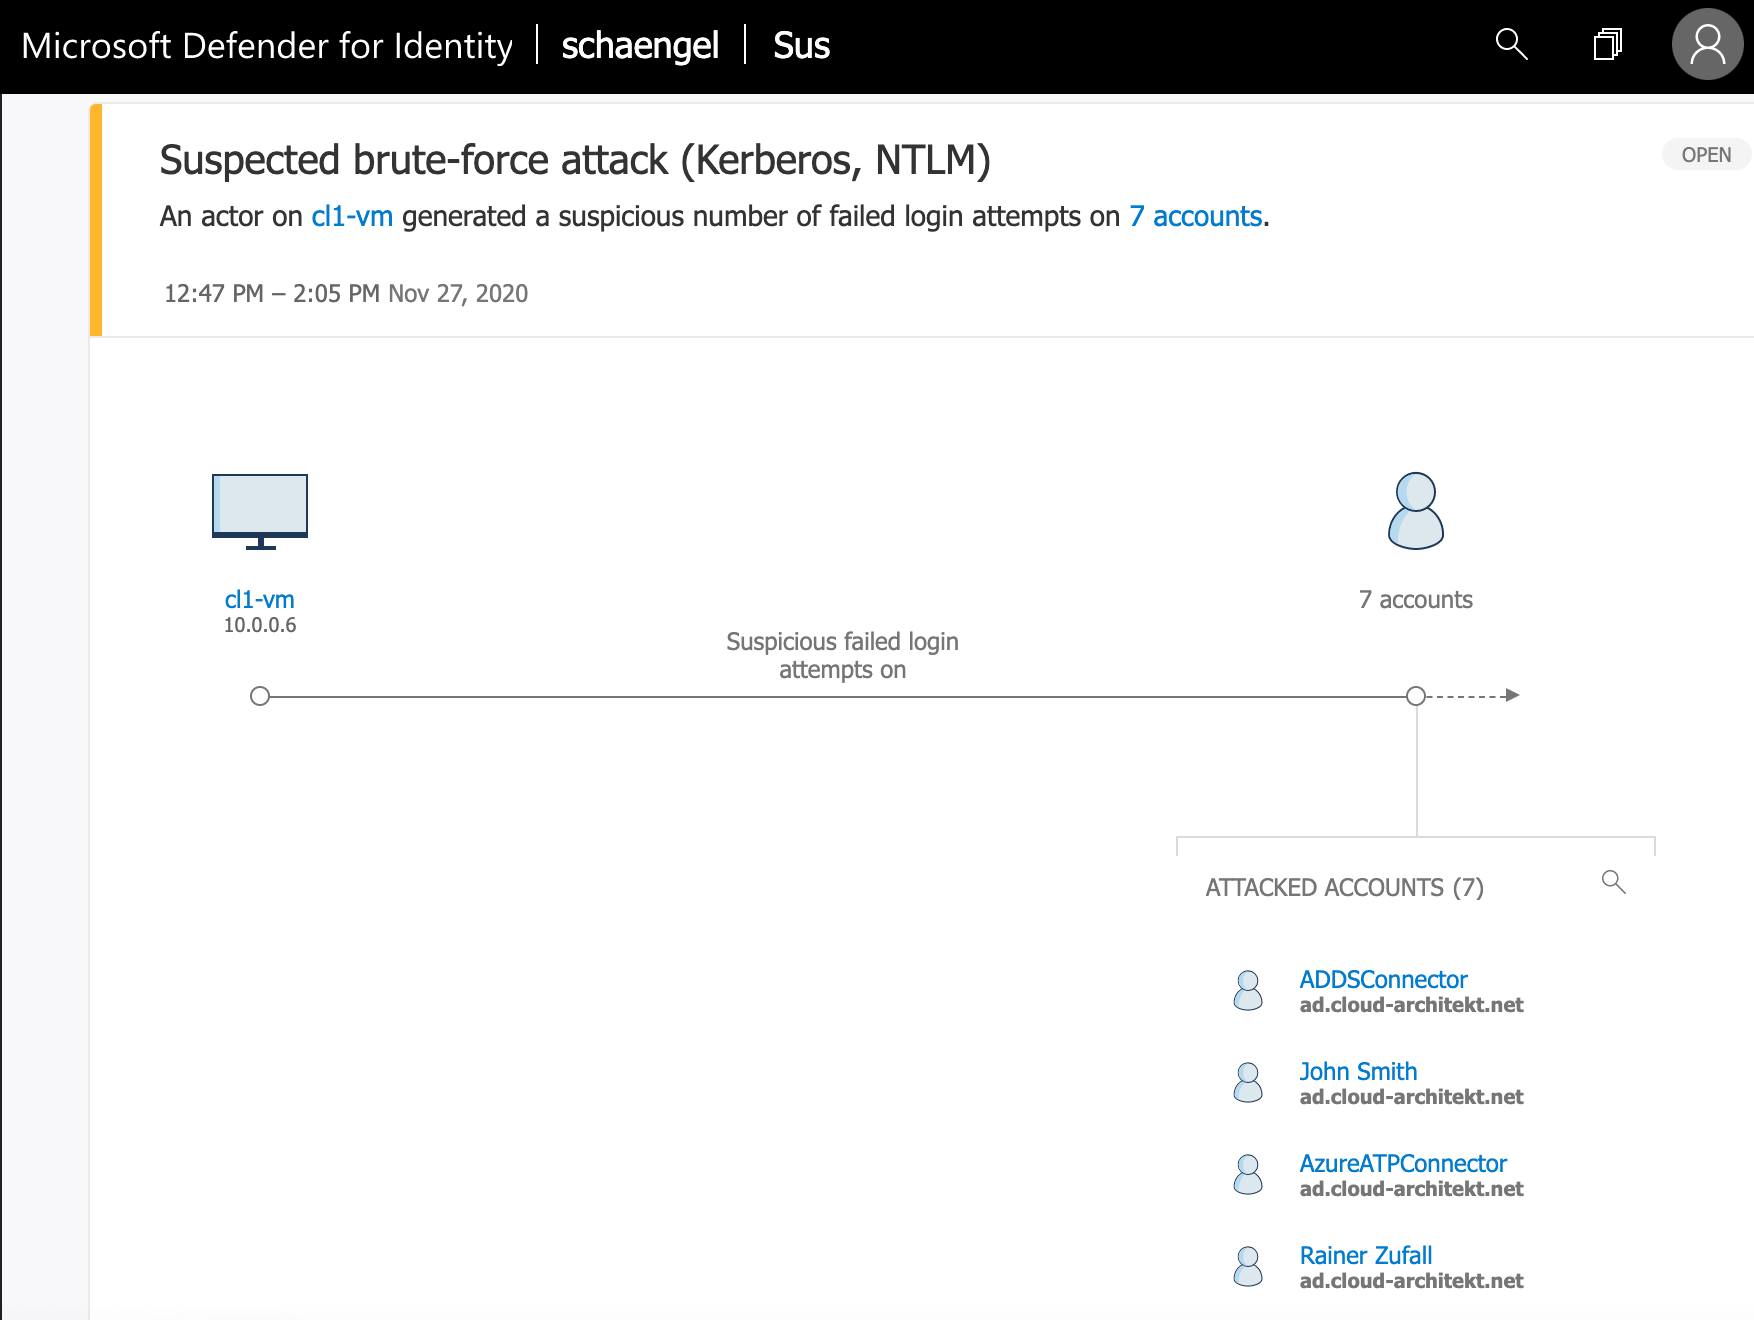 Microsoft Defender for Identity | schaengel | Sus
Suspected brute-force attack (Kerberos, NTLM)
OPEN
An actor on cl1-vm generated a suspicious number of failed login attempts on 7 accounts.
12:47 PM – 2:05 PM Nov 27, 2020
cl1-vm
10.0.0.6
7 accounts
Suspicious failed login
attempts on
ATTACKED ACCOUNTS (7)
ADDSConnector
ad.cloud-architekt.net
John Smith
ad.cloud-architekt.net
AzureATPConnector
ad.cloud-architekt.net
Rainer Zufall
ad.cloud-architekt.net